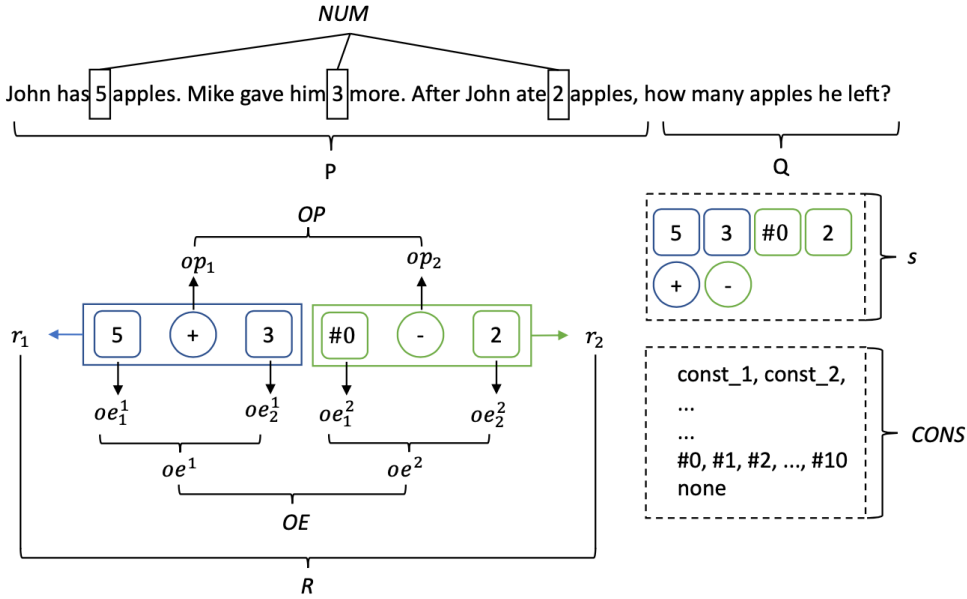 NUM
John has 5 apples. Mike gave him 3 more. After John ate 2 apples, how many apples he left?
P
Q
OP
op₁ op₂
r₁ 5 + 3 #0 - 2 r₂
oe¹₁ oe¹₂ oe²₁ oe²₂
oe¹ oe²
OE
R
5 3 #0 2
+ -
s
const_1, const_2,
...
...
#0, #1, #2, ..., #10
none
CONS